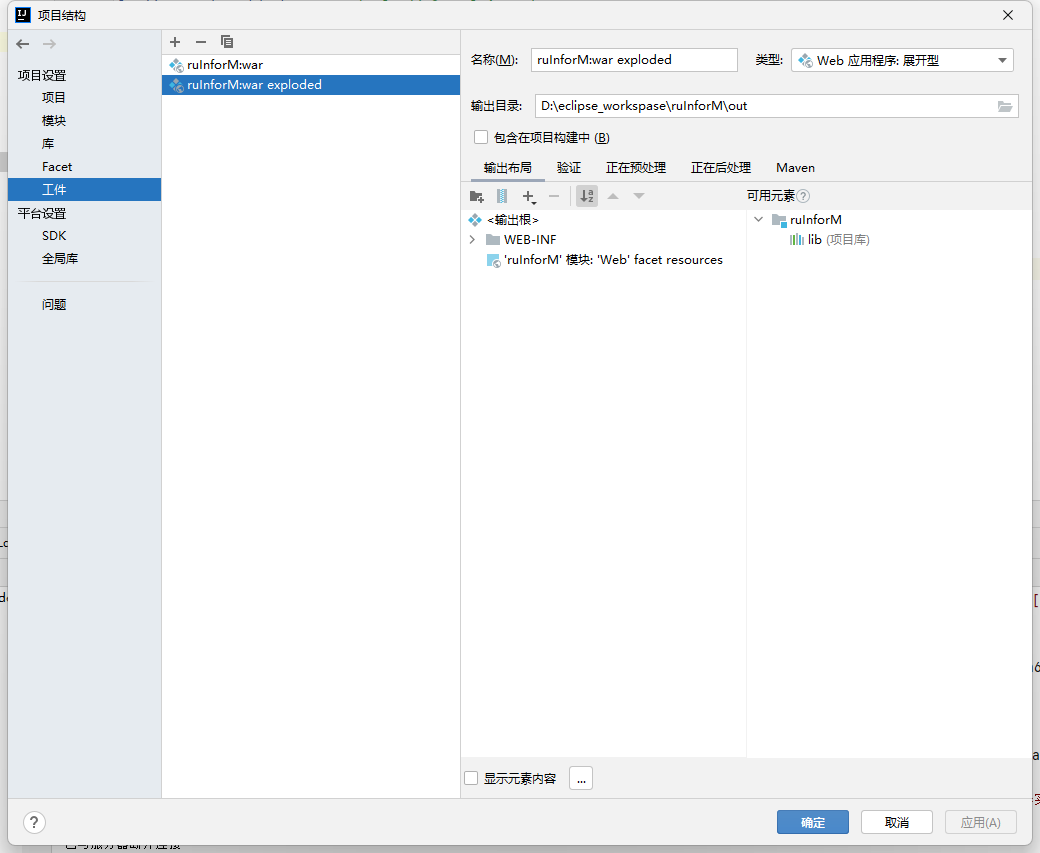 项目结构
项目设置
项目
模块
库
Facet
工件
平台设置
SDK
全局库
问题
ruInforM:war
ruInforM:war exploded
名称(M): ruInforM:war exploded 类型: Web 应用程序: 展开型
输出目录: D:\eclipse_workspase\ruInforM\out
包含在项目构建中 (B)
输出布局 验证 正在预处理 正在后处理 Maven
可用元素
<输出根>
WEB-INF
'ruInforM' 模块: 'Web' facet resources
ruInforM
lib (项目库)
显示元素内容 ...
? 确定 取消 应用(A)